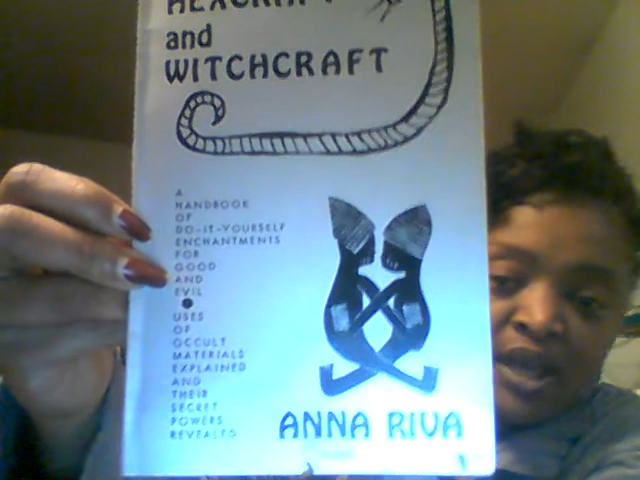 HEXCRAFT
and
WITCHCRAFT
A
HANDBOOK
OF
DO-IT-YOURSELF
ENCHANTMENTS
FOR
GOOD
AND
EVIL
●
USES
OF
OCCULT
MATERIALS
EXPLAINED
AND
THEIR
SECRET
POWERS
REVEALED
ANNA RIVA